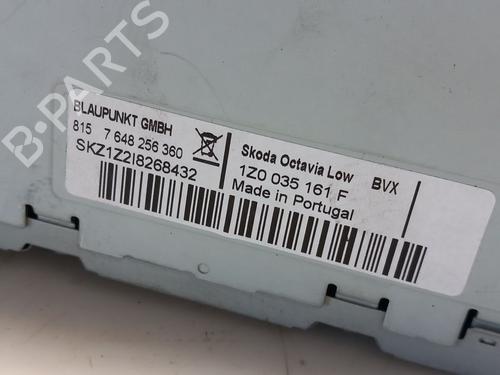 B-PARTS
BLAUPUNKT GMBH
815 7 648 256 360
SKZ1Z2I8268432
Skoda Octavia Low BVX
1Z0 035 161 F
Made in Portugal